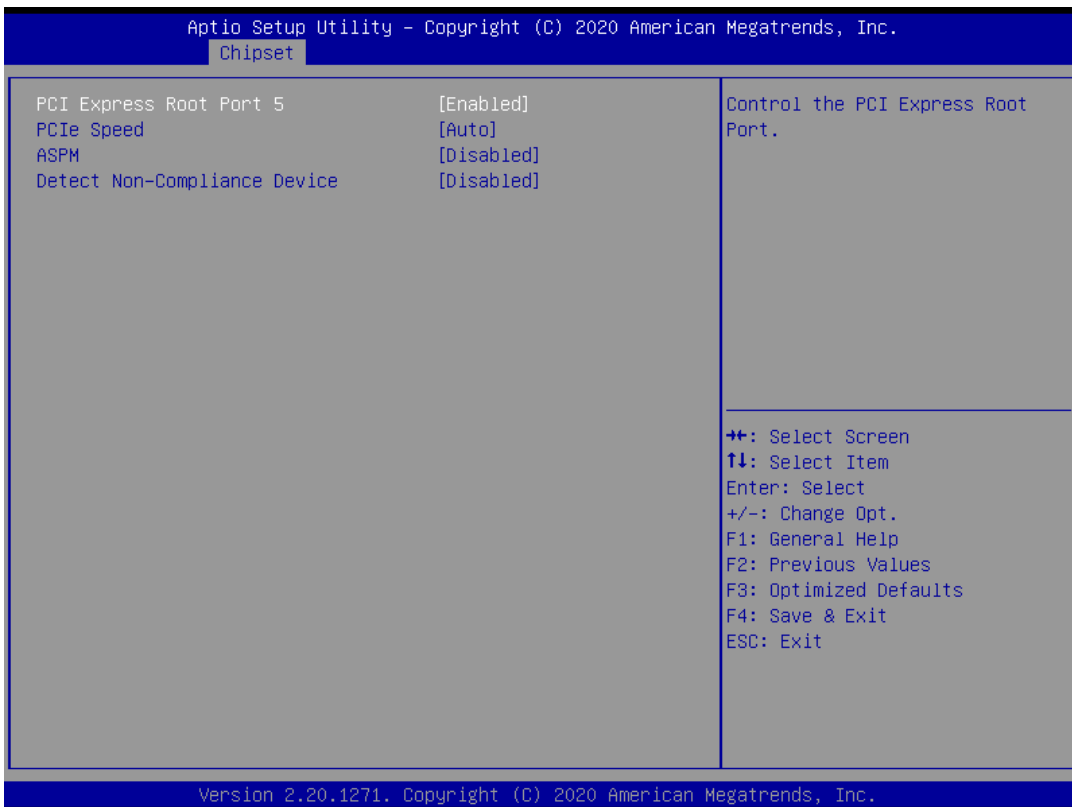 Aptio Setup Utility – Copyright (C) 2020 American Megatrends, Inc.
Chipset
PCI Express Root Port 5 [Enabled]
PCIe Speed [Auto]
ASPM [Disabled]
Detect Non-Compliance Device [Disabled]
Control the PCI Express Root
Port.
→←: Select Screen
↑↓: Select Item
Enter: Select
+/-: Change Opt.
F1: General Help
F2: Previous Values
F3: Optimized Defaults
F4: Save & Exit
ESC: Exit
Version 2.20.1271. Copyright (C) 2020 American Megatrends, Inc.